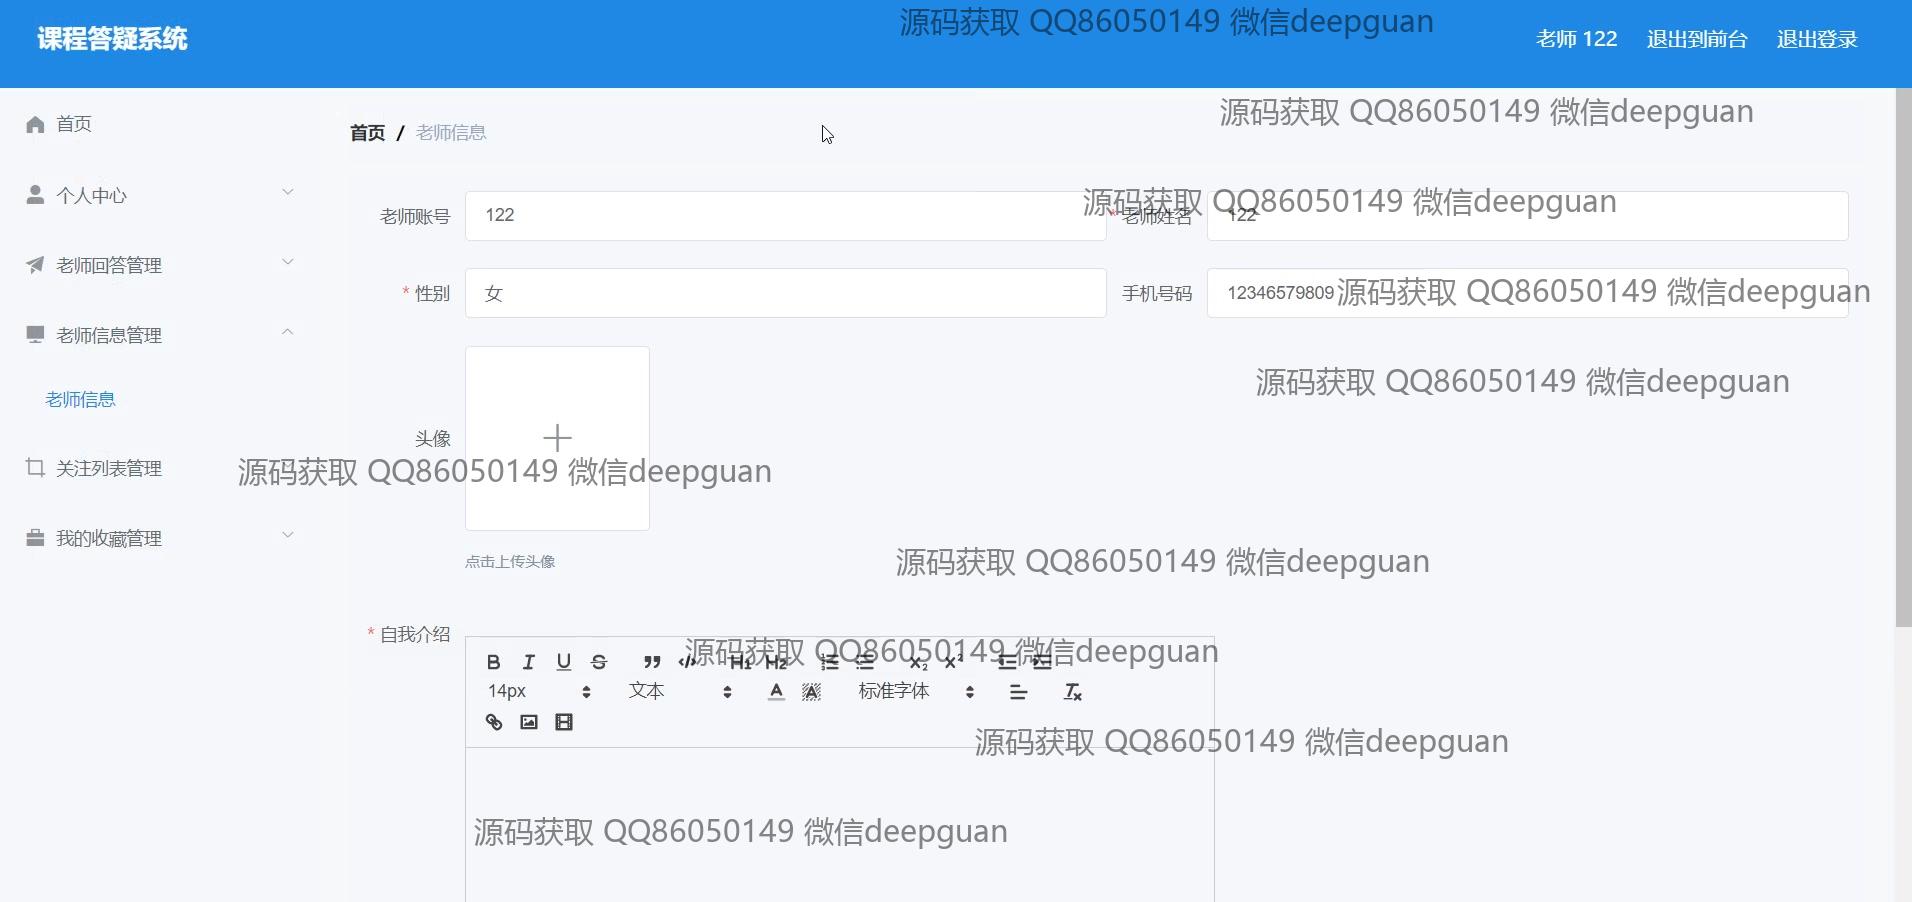 课程答疑系统
源码获取 QQ86050149 微信deepguan
老师 122 退出到前台 退出登录
源码获取 QQ86050149 微信deepguan
首页
首页 / 老师信息
个人中心
源码获取 QQ86050149 微信deepguan
老师账号 122
* 老师姓名 122
老师回答管理
* 性别 女
手机号码 12346579809
源码获取 QQ86050149 微信deepguan
老师信息管理
源码获取 QQ86050149 微信deepguan
老师信息
头像
关注列表管理
源码获取 QQ86050149 微信deepguan
我的收藏管理
点击上传头像
源码获取 QQ86050149 微信deepguan
* 自我介绍
源码获取 QQ86050149 微信deepguan
B I U S H1 H2 x₂ x²
14px 文本 A A 标准字体 Tx
源码获取 QQ86050149 微信deepguan
源码获取 QQ86050149 微信deepguan